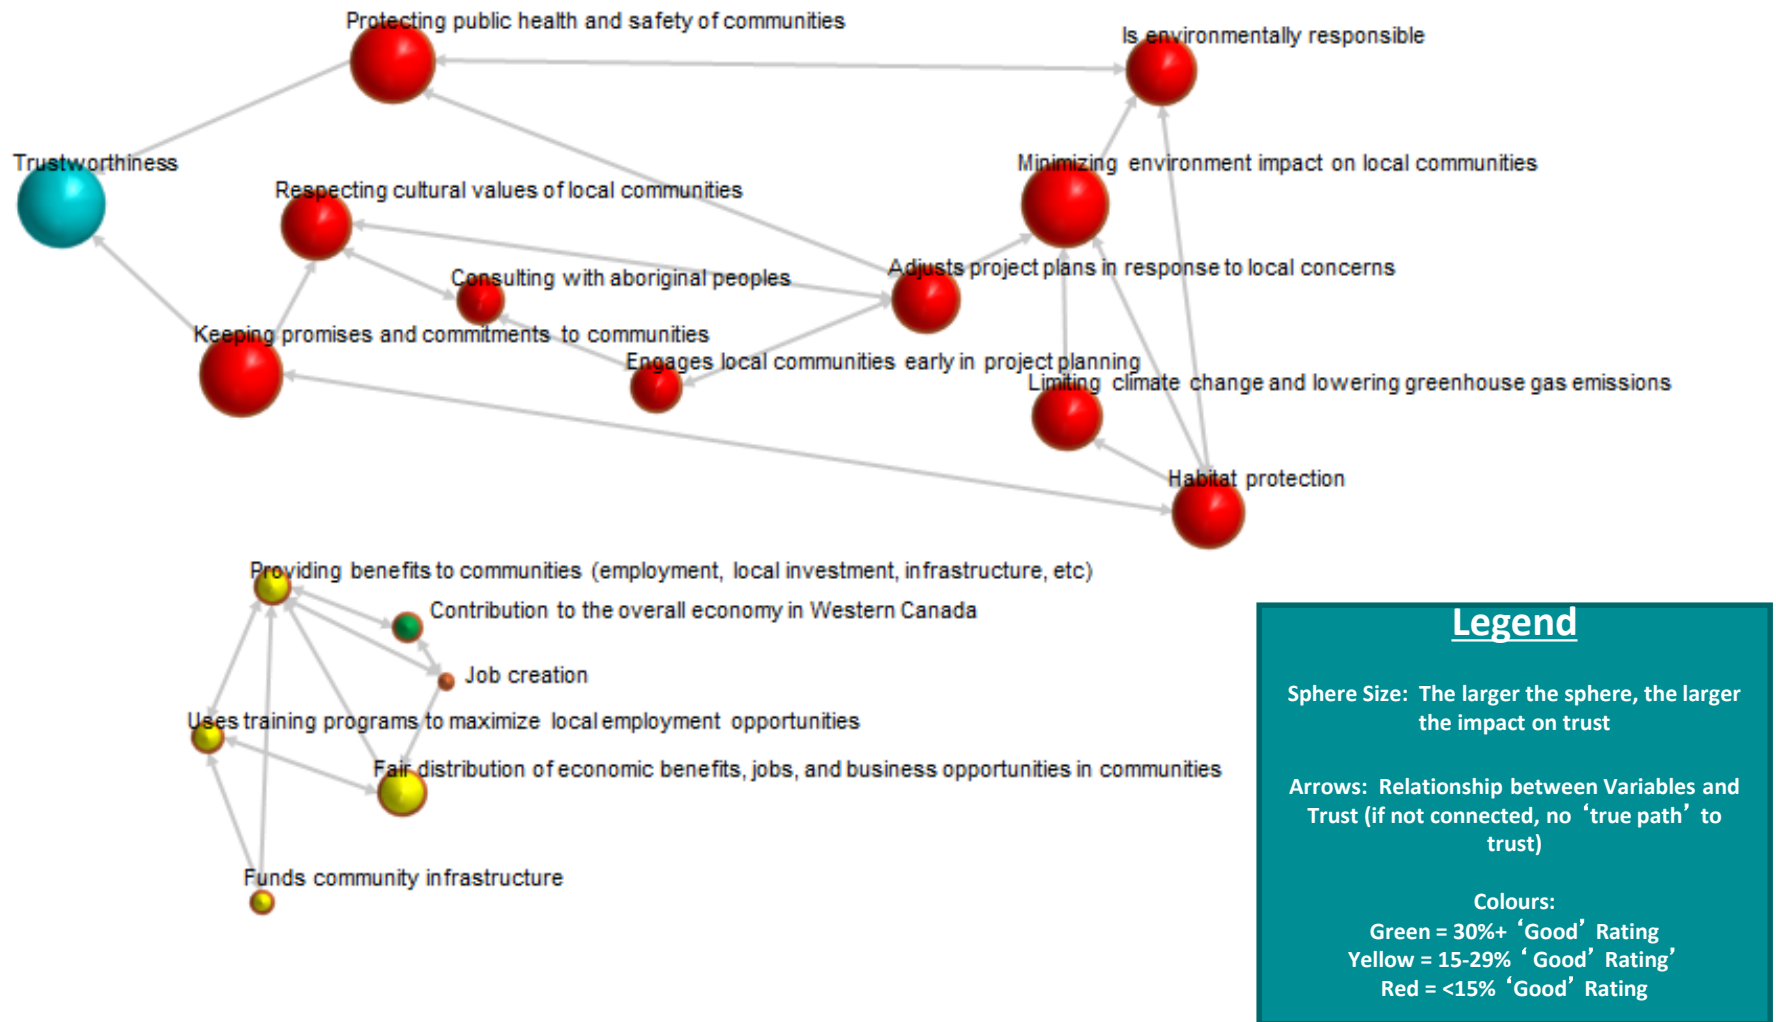 Protecting public health and safety of communities
Is environmentally responsible
Trustworthiness
Minimizing environment impact on local communities
Respecting cultural values of local communities
Consulting with aboriginal peoples
Adjusts project plans in response to local concerns
Keeping promises and commitments to communities
Engages local communities early in project planning
Limiting climate change and lowering greenhouse gas emissions
Habitat protection
Providing benefits to communities (employment, local investment, infrastructure, etc)
Contribution to the overall economy in Western Canada
Job creation
Uses training programs to maximize local employment opportunities
Fair distribution of economic benefits, jobs, and business opportunities in communities
Funds community infrastructure
Legend
Sphere Size: The larger the sphere, the larger
the impact on trust
Arrows: Relationship between Variables and
Trust (if not connected, no ‘true path’ to
trust)
Colours:
Green = 30%+ ‘Good’ Rating
Yellow = 15-29% ‘Good’ Rating’
Red = <15% ‘Good’ Rating